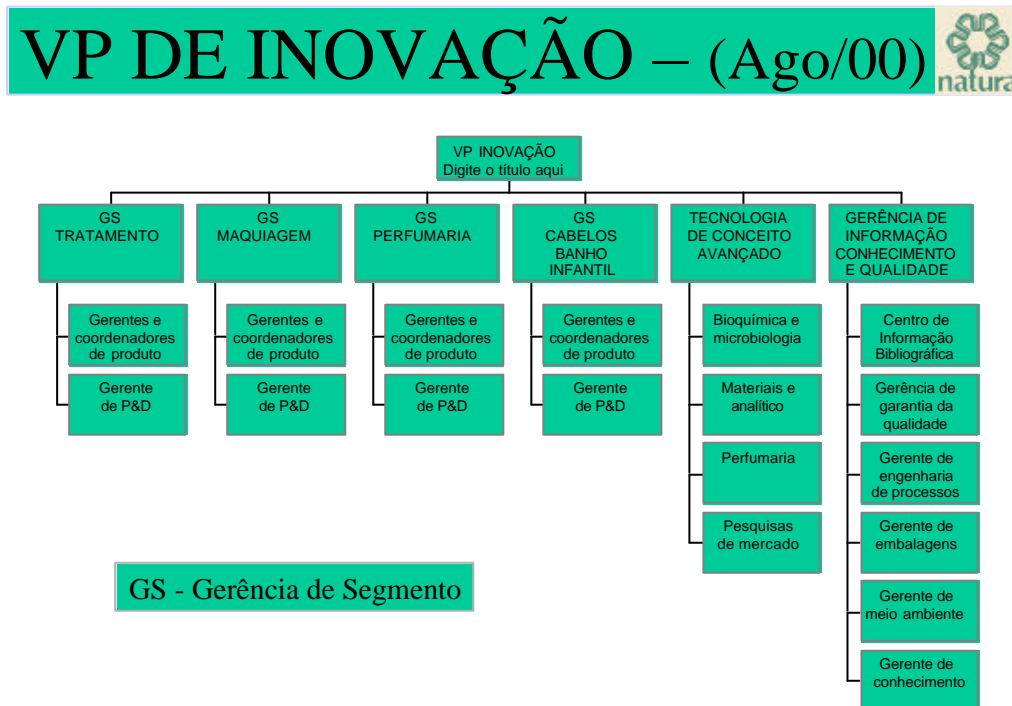 VP DE INOVAÇÃO – (Ago/00)
natura
VP INOVAÇÃO
Digite o título aqui
GS
TRATAMENTO
GS
MAQUIAGEM
GS
PERFUMARIA
GS
CABELOS
BANHO
INFANTIL
TECNOLOGIA
DE CONCEITO
AVANÇADO
GERÊNCIA DE
INFORMAÇÃO
CONHECIMENTO
E QUALIDADE
Gerentes e
coordenadores
de produto
Gerente
de P&D
Gerentes e
coordenadores
de produto
Gerente
de P&D
Gerentes e
coordenadores
de produto
Gerente
de P&D
Gerentes e
coordenadores
de produto
Gerente
de P&D
Bioquímica e
microbiologia
Materiais e
analítico
Perfumaria
Pesquisas
de mercado
Centro de
Informação
Bibliográfica
Gerência de
garantia da
qualidade
Gerente de
engenharia
de processos
Gerente de
embalagens
Gerente de
meio ambiente
Gerente de
conhecimento
GS - Gerência de Segmento